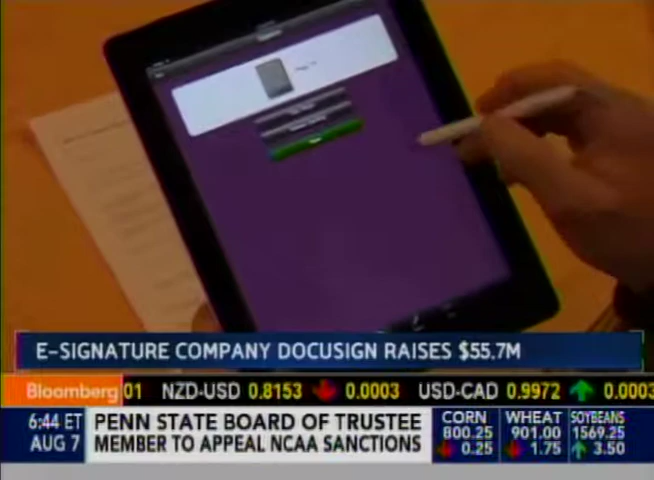 E-SIGNATURE COMPANY DOCUSIGN RAISES $55.7M
Bloomberg 01 NZD-USD 0.8153 0.0003 USD-CAD 0.9972 0.0003
6:44 ET
AUG 7
PENN STATE BOARD OF TRUSTEE
MEMBER TO APPEAL NCAA SANCTIONS
CORN
800.25
0.25
WHEAT
901.00
1.75
SOYBEANS
1569.25
3.50